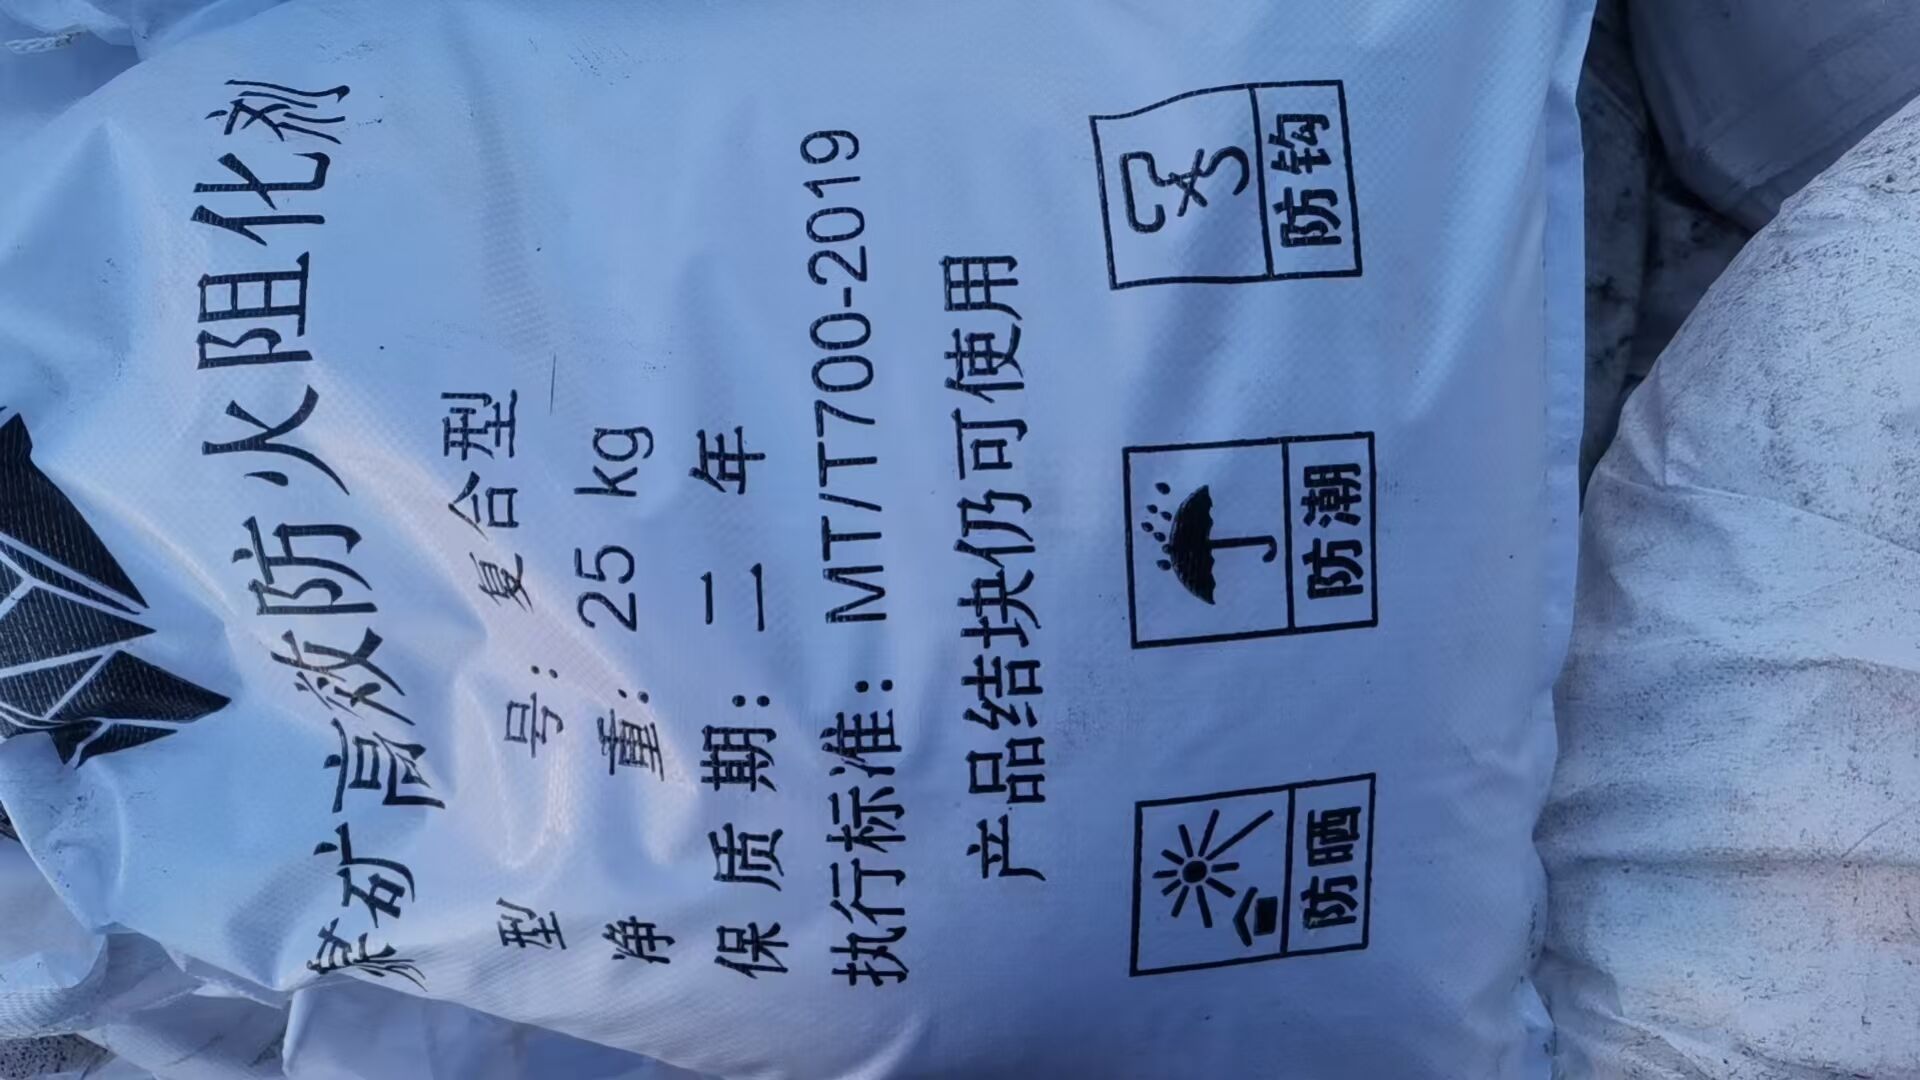 煤矿高效防火阻化剂
型 号：复合型
净 重：25 kg
保质期：二年
执行标准：MT/T700-2019
产品结块仍可使用
防晒
防潮
防钩